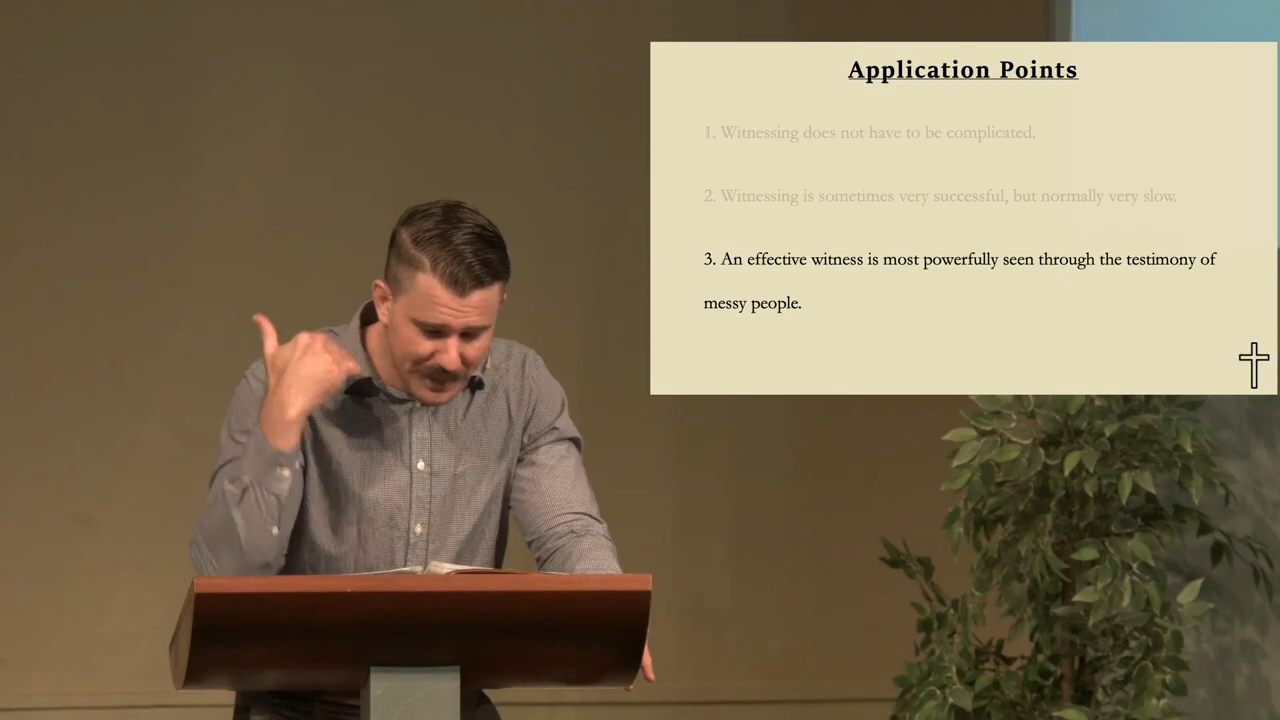 Application Points
1. Witnessing does not have to be complicated.
2. Witnessing is sometimes very successful, but normally very slow.
3. An effective witness is most powerfully seen through the testimony of
messy people.